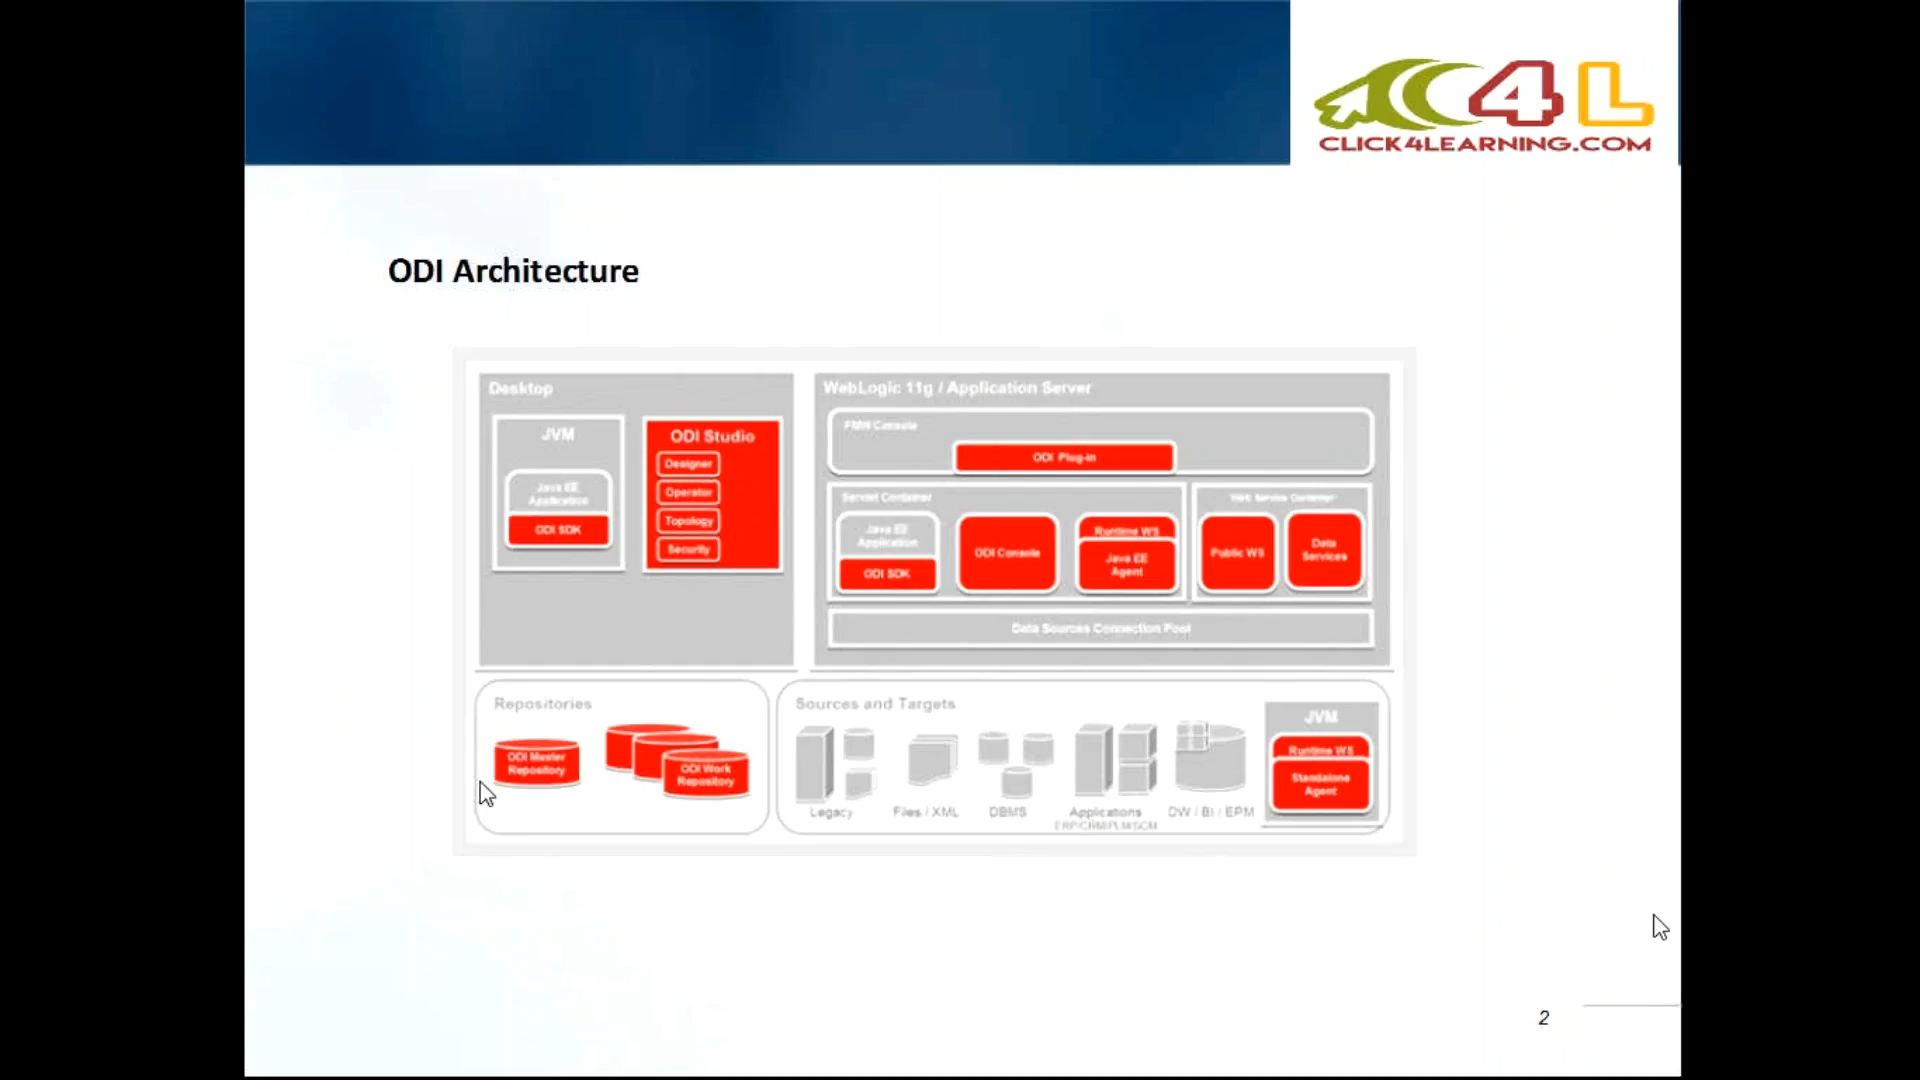 C4L
CLICK4LEARNING.COM
ODI Architecture
Desktop
JVM
Java EE
Application
ODI SDK
ODI Studio
Designer
Operator
Topology
Security
WebLogic 11g / Application Server
FMW Console
ODI Plug-in
Servlet Container
Java EE
Application
ODI SDK
ODI Console
Runtime WS
Java EE
Agent
Web Service Container
Public WS
Data
Services
Data Sources Connection Pool
Repositories
ODI Master
Repository
ODI Work
Repository
Sources and Targets
Legacy
Files / XML
DBMS
Applications
ERP/CRM/PLM/SCM
DW / BI / EPM
JVM
Runtime WS
Standalone
Agent
2